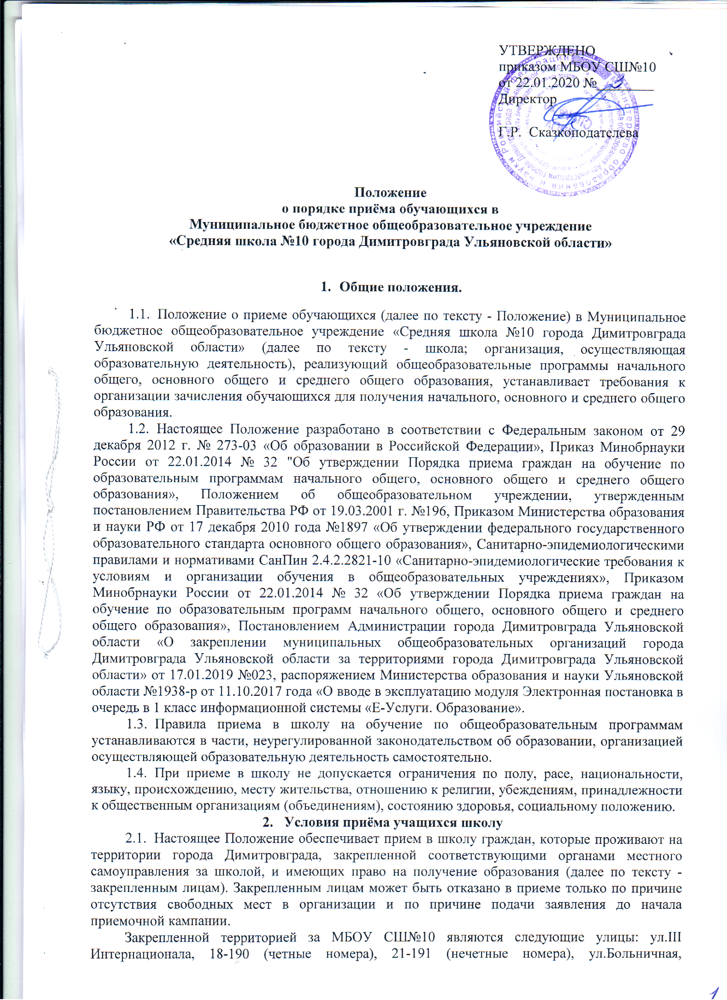 УТВЕРЖДЕНО
приказом МБОУ СШ№10
от 22.01.2020 № 3
Директор
Г.Р. Сказкоподателева
Положение
о порядке приёма обучающихся в
Муниципальное бюджетное общеобразовательное учреждение
«Средняя школа №10 города Димитровграда Ульяновской области»
1. Общие положения.
1.1. Положение о приеме обучающихся (далее по тексту - Положение) в Муниципальное
бюджетное общеобразовательное учреждение «Средняя школа №10 города Димитровграда
Ульяновской области» (далее по тексту - школа; организация, осуществляющая
образовательную деятельность), реализующий общеобразовательные программы начального
общего, основного общего и среднего общего образования, устанавливает требования к
организации зачисления обучающихся для получения начального, основного и среднего общего
образования.
1.2. Настоящее Положение разработано в соответствии с Федеральным законом от 29
декабря 2012 г. № 273-03 «Об образовании в Российской Федерации», Приказ Минобрнауки
России от 22.01.2014 № 32 "Об утверждении Порядка приема граждан на обучение по
образовательным программам начального общего, основного общего и среднего общего
образования», Положением об общеобразовательном учреждении, утвержденным
постановлением Правительства РФ от 19.03.2001 г. №196, Приказом Министерства образования
и науки РФ от 17 декабря 2010 года №1897 «Об утверждении федерального государственного
образовательного стандарта основного общего образования», Санитарно-эпидемиологическими
правилами и нормативами СанПин 2.4.2.2821-10 «Санитарно-эпидемиологические требования к
условиям и организации обучения в общеобразовательных учреждениях», Приказом
Минобрнауки России от 22.01.2014 № 32 «Об утверждении Порядка приема граждан на
обучение по образовательным программ начального общего, основного общего и среднего
общего образования», Постановлением Администрации города Димитровграда Ульяновской
области «О закреплении муниципальных общеобразовательных организаций города
Димитровграда Ульяновской области за территориями города Димитровграда Ульяновской
области» от 17.01.2019 №023, распоряжением Министерства образования и науки Ульяновской
области №1938-р от 11.10.2017 года «О вводе в эксплуатацию модуля Электронная постановка в
очередь в 1 класс информационной системы «Е-Услуги. Образование».
1.3. Правила приема в школу на обучение по общеобразовательным программам
устанавливаются в части, неурегулированной законодательством об образовании, организацией
осуществляющей образовательную деятельность самостоятельно.
1.4. При приеме в школу не допускается ограничения по полу, расе, национальности,
языку, происхождению, месту жительства, отношению к религии, убеждениям, принадлежности
к общественным организациям (объединениям), состоянию здоровья, социальному положению.
2. Условия приёма учащихся школу
2.1. Настоящее Положение обеспечивает прием в школу граждан, которые проживают на
территории города Димитровграда, закрепленной соответствующими органами местного
самоуправления за школой, и имеющих право на получение образования (далее по тексту -
закрепленным лицам). Закрепленным лицам может быть отказано в приеме только по причине
отсутствия свободных мест в организации и по причине подачи заявления до начала
приемочной кампании.
Закрепленной территорией за МБОУ СШ№10 являются следующие улицы: ул.III
Интернационала, 18-190 (четные номера), 21-191 (нечетные номера), ул.Больничная,
1